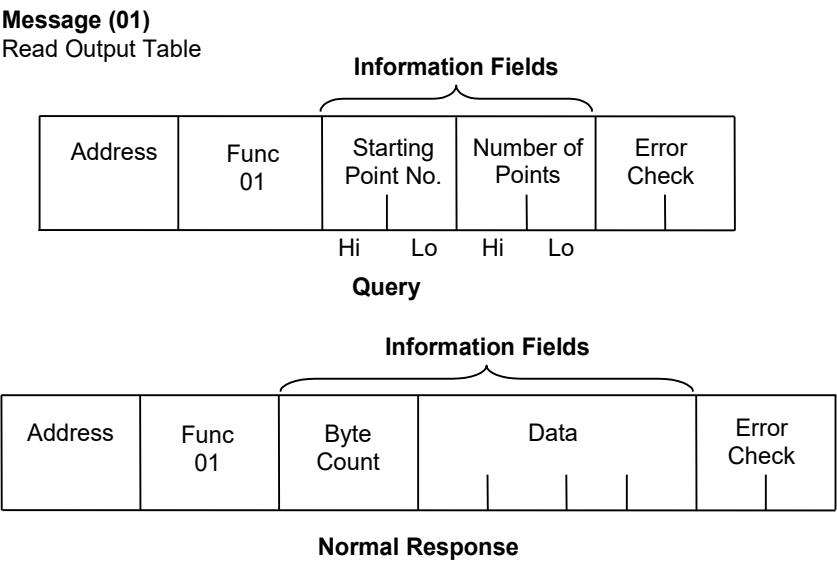 Message (01)
Read Output Table
Information Fields
Address
Func
01
Starting
Point No.
Number of
Points
Error
Check
Hi
Lo
Hi
Lo
Query
Information Fields
Address
Func
01
Byte
Count
Data
Error
Check
Normal Response